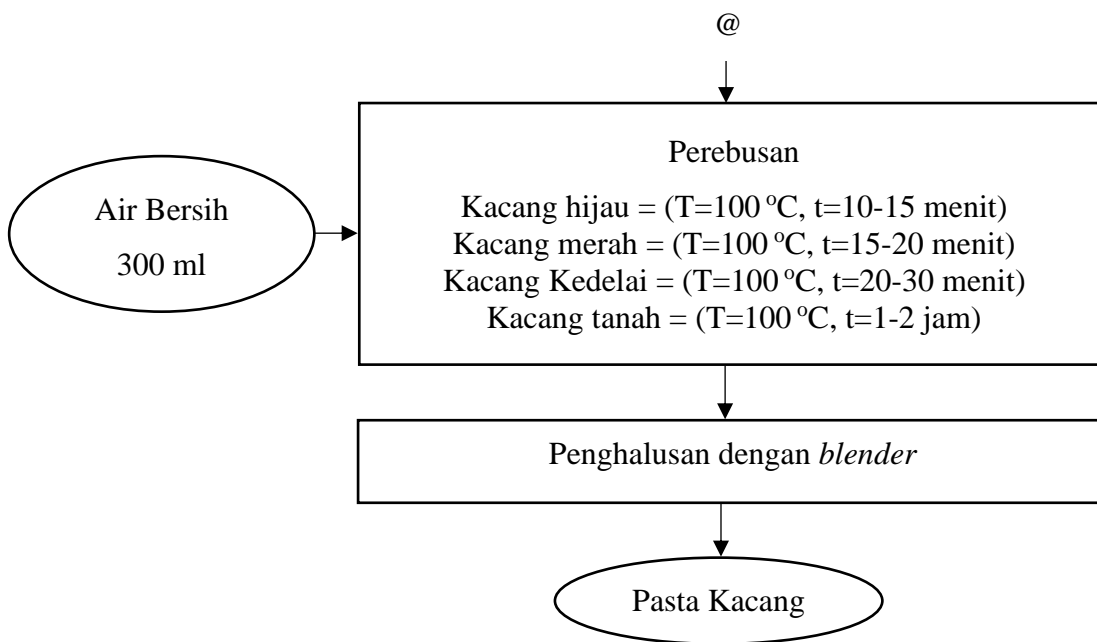 @
Perebusan
Air Bersih
300 ml
Kacang hijau = (T=100 ᵒC, t=10-15 menit)
Kacang merah = (T=100 ᵒC, t=15-20 menit)
Kacang Kedelai = (T=100 ᵒC, t=20-30 menit)
Kacang tanah = (T=100 ᵒC, t=1-2 jam)
Penghalusan dengan blender
Pasta Kacang